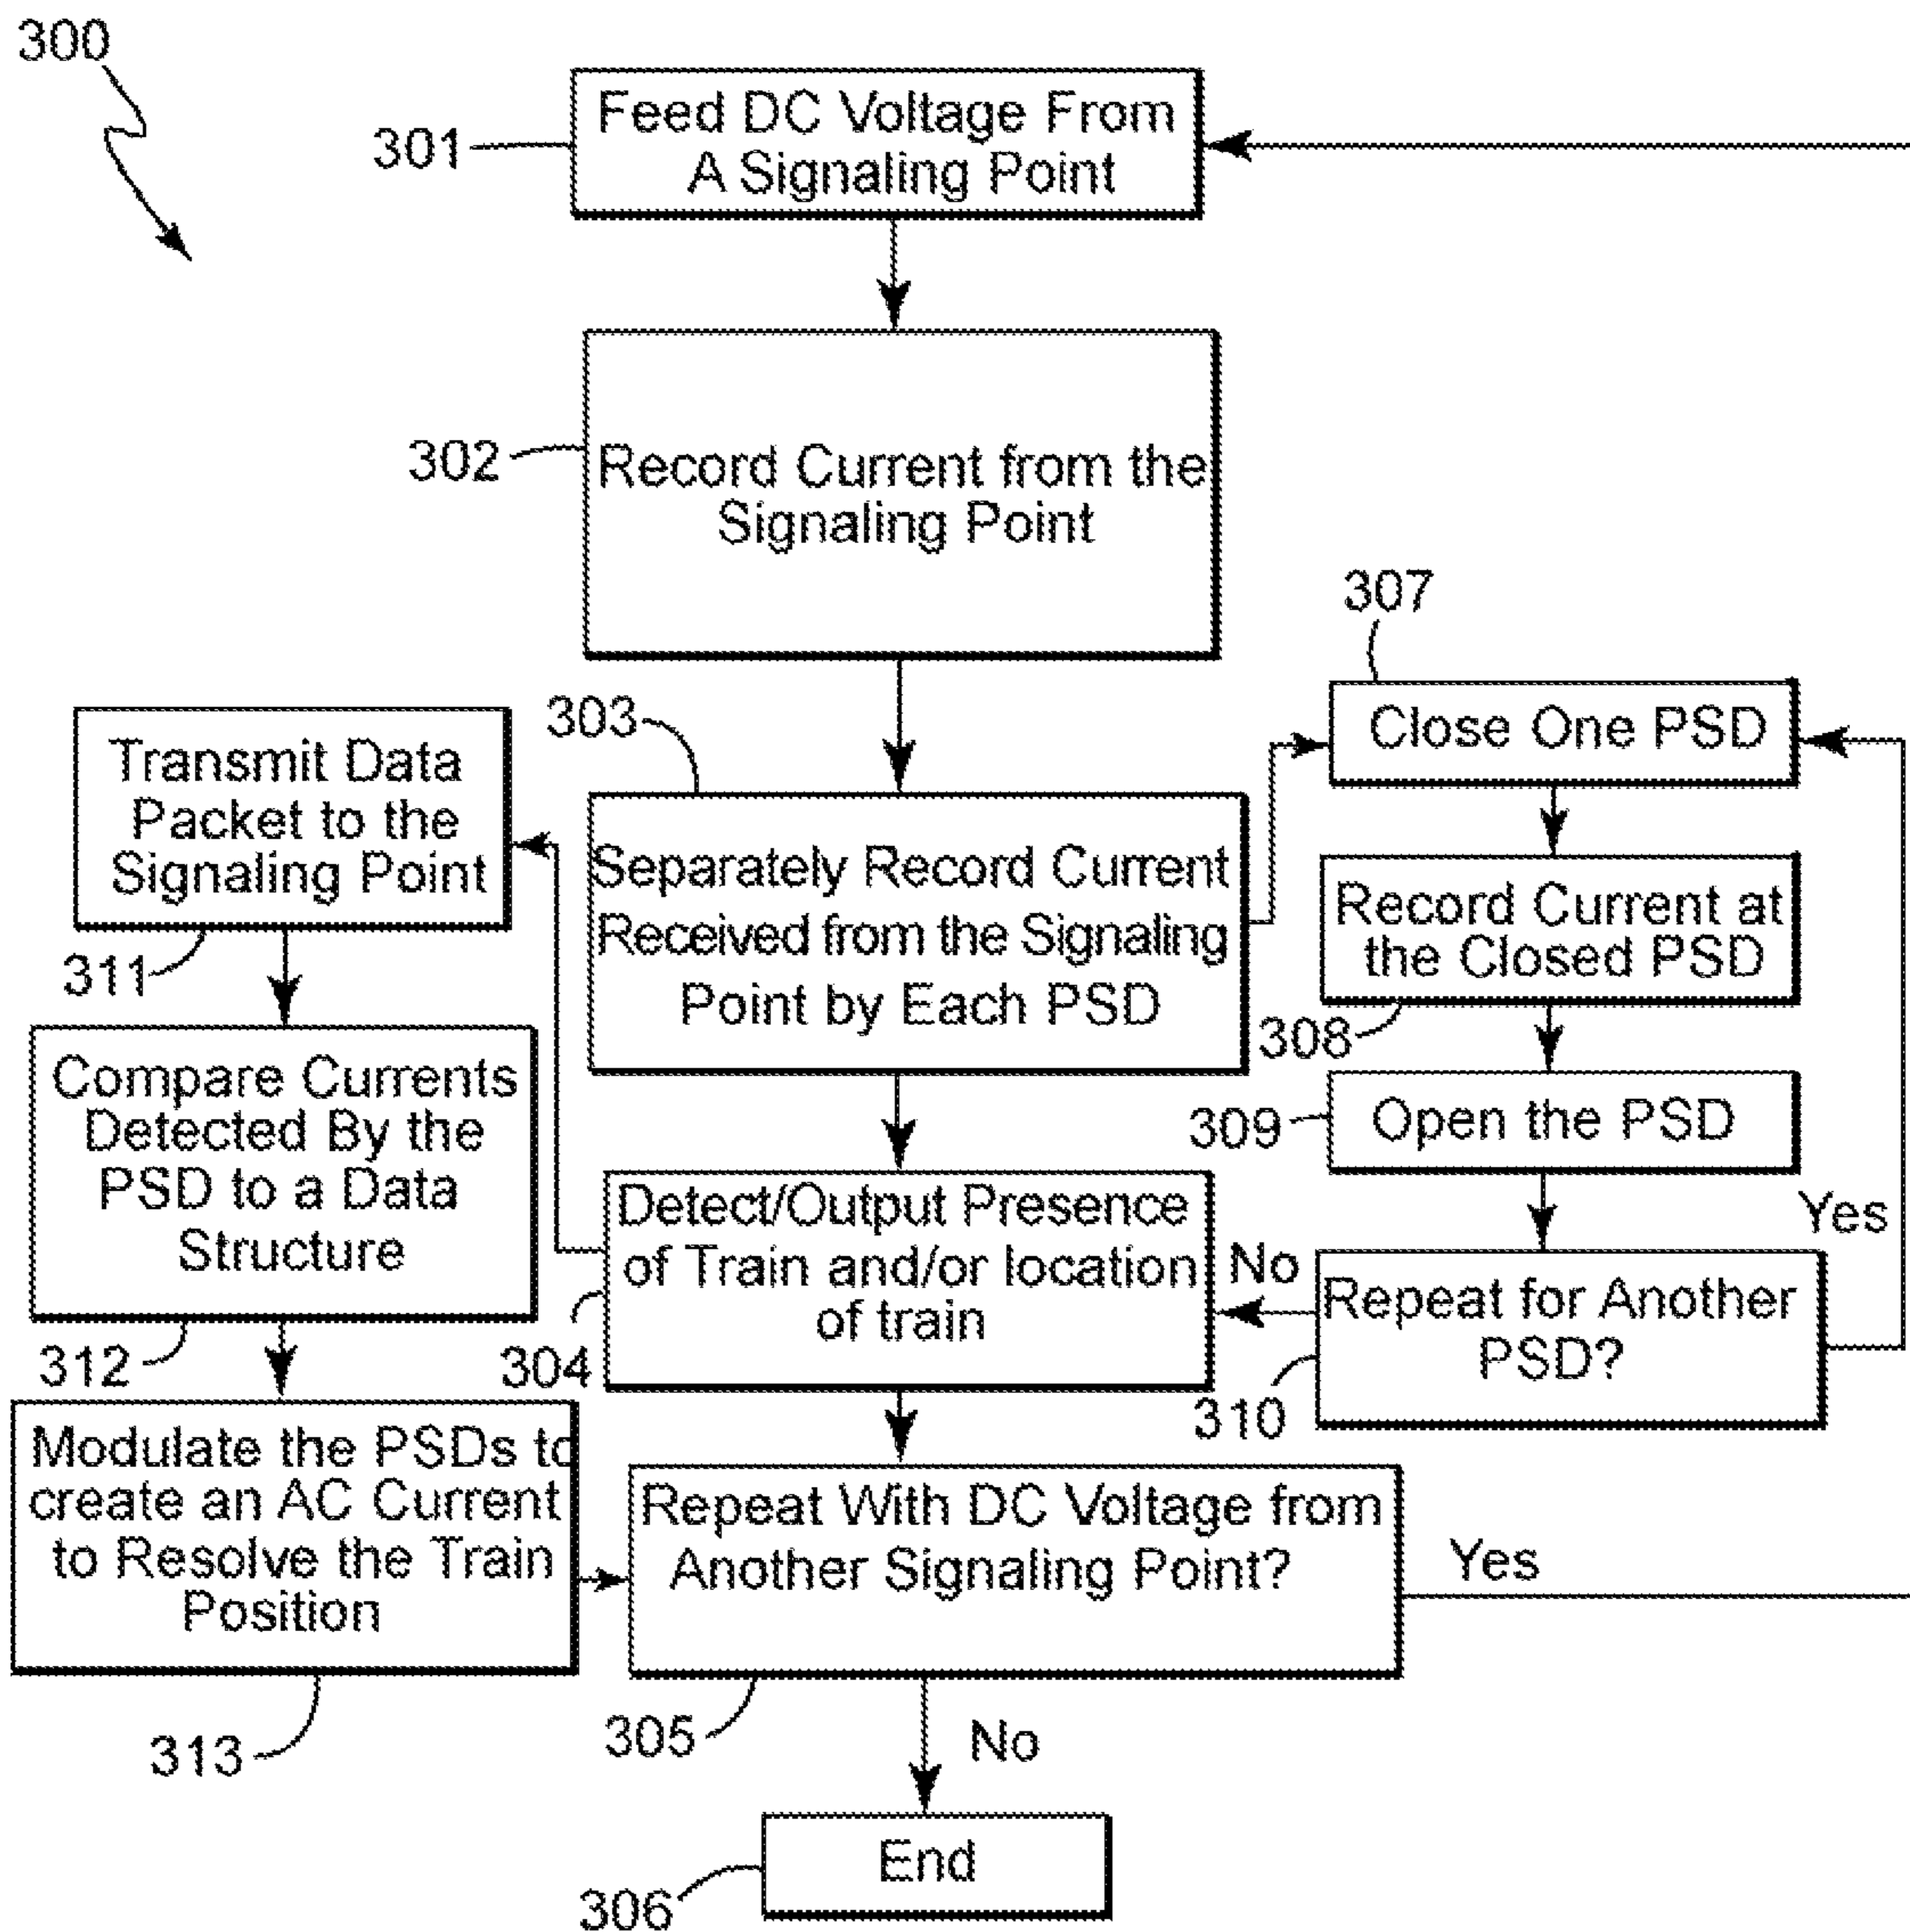 300
Feed DC Voltage From
A Signaling Point
301
302
Record Current from the
Signaling Point
307
Close One PSD
303
Transmit Data
Packet to the
Signaling Point
311
Separately Record Current
Received from the Signaling
Point by Each PSD
Record Current at
the Closed PSD
308
Compare Currents
Detected By the
PSD to a Data
Structure
312
309
Open the PSD
Yes
Detect/Output Presence
of Train and/or location
of train
304
No
Repeat for Another
PSD?
310
Modulate the PSDs to
create an AC Current
to Resolve the Train
Position
313
Repeat With DC Voltage from
Another Signaling Point?
Yes
305
No
End
306